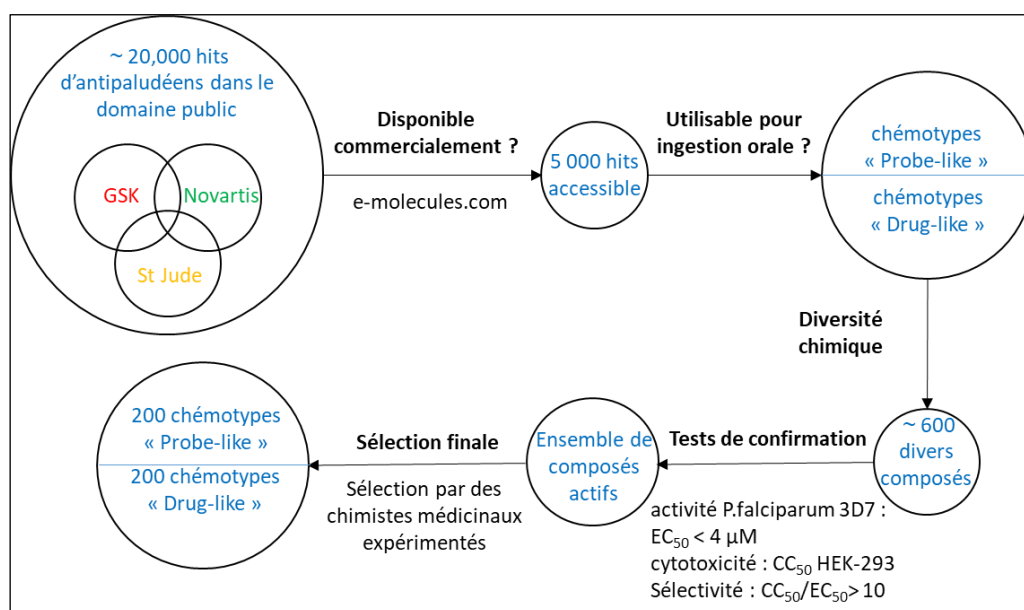 ~ 20,000 hits
d'antipaludéens dans le
domaine public
GSK
Novartis
St Jude
Disponible
commercialement ?
e-molecules.com
5 000 hits
accessible
Utilisable pour
ingestion orale ?
chémotypes
« Probe-like »
chémotypes
« Drug-like »
Diversité
chimique
~ 600
divers
composés
Tests de confirmation
activité P.falciparum 3D7 :
EC50 < 4 µM
cytotoxicité : CC50 HEK-293
Sélectivité : CC50/EC50> 10
Ensemble de
composés
actifs
Sélection finale
Sélection par des
chimistes médicinaux
expérimentés
200 chémotypes
« Probe-like »
200 chémotypes
« Drug-like »